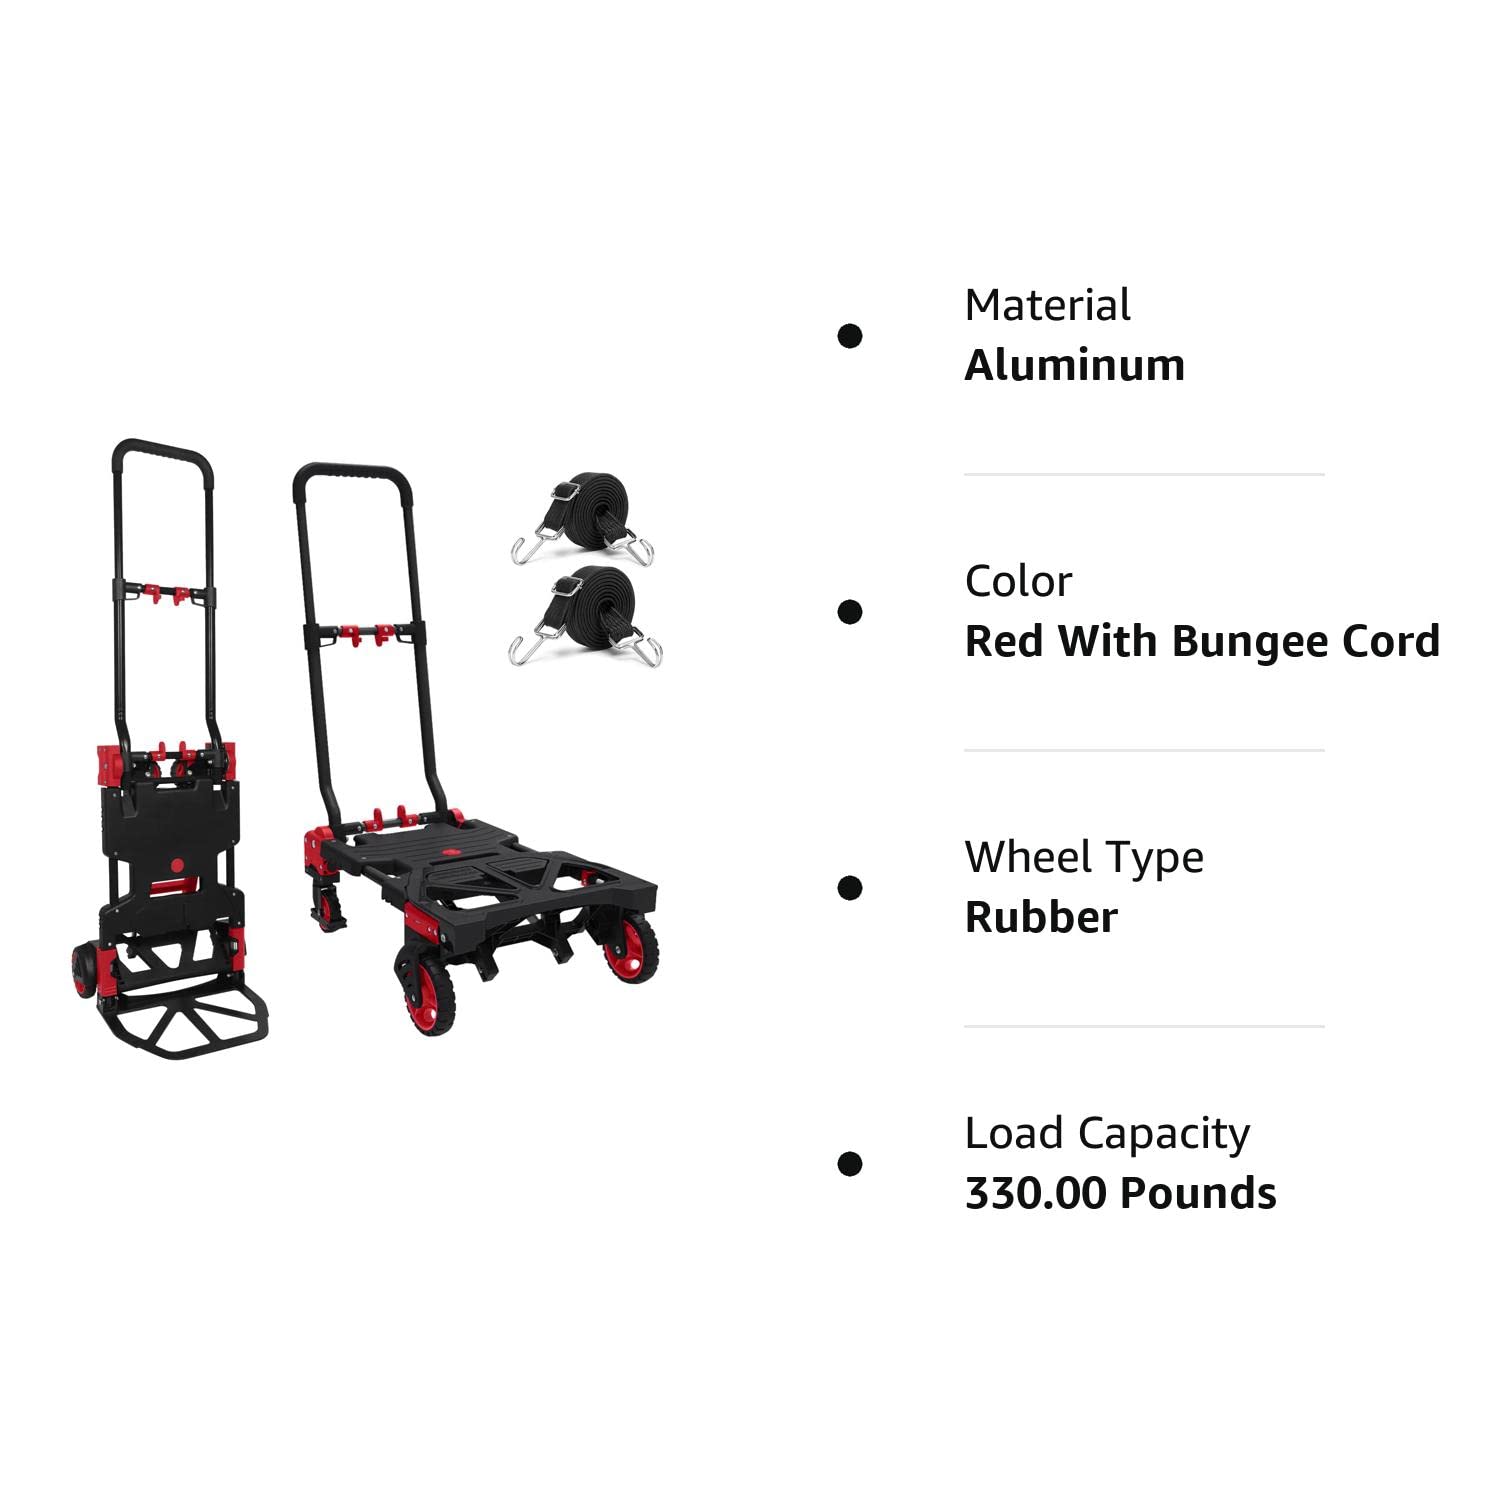 Material
Aluminum
Color
Red With Bungee Cord
Wheel Type
Rubber
Load Capacity
330.00 Pounds